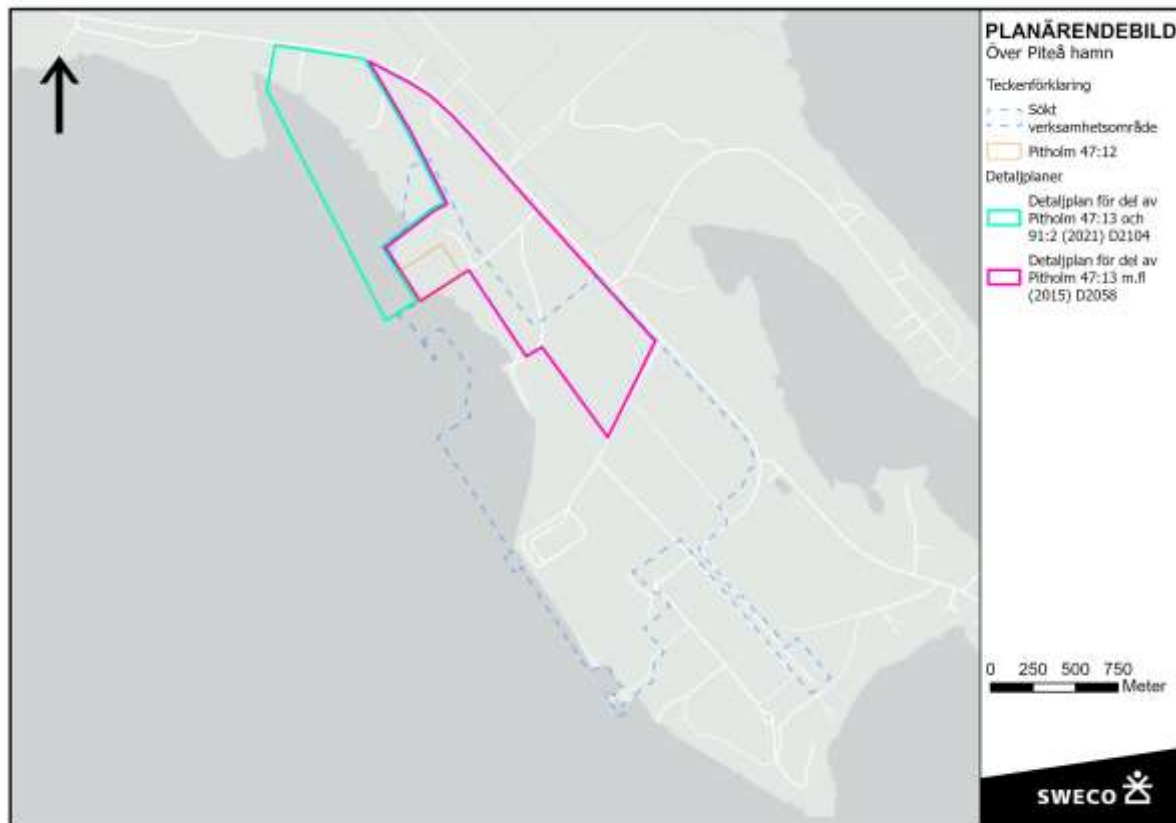 PLANÄRENDEBILD
Över Piteå hamn
Teckenförklaring
Sökt
verksamhetsområde
Pitholm 47:12
Detaljplaner
Detaljplan för del av
Pitholm 47:13 och
91:2 (2021) D2104
Detaljplan för del av
Pitholm 47:13 m.fl
(2015) D2058
0 250 500 750
Meter
SWECO